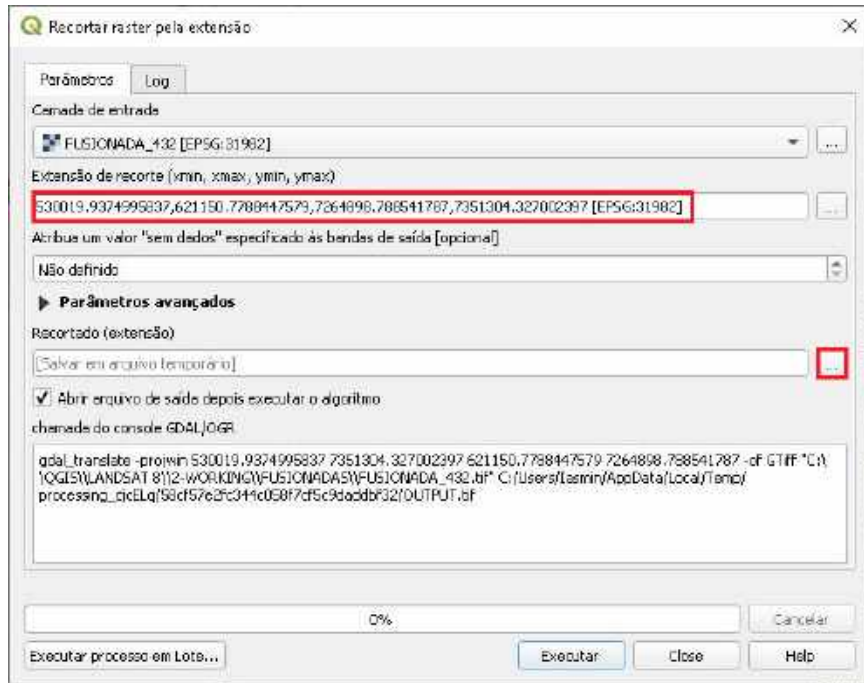 Recortar raster pela extensão
Parâmetros Log
Camada de entrada
FUSIONADA_432 [EPSG:31982]
...
Extensão de recorte (xmin, xmax, ymin, ymax)
530019.9374995837,621150.7788447579,7264898.788541787,7351304.327002397 [EPSG:31982]
...
Atribua um valor "sem dados" especificado às bandas de saída [opcional]
Não definido
Parâmetros avançados
Recortado (extensão)
[Salvar em arquivo temporário]
...
Abrir arquivo de saída depois executar o algoritmo
chamada do console GDAL/OGR
gdal_translate -projwin 530019.9374995837 7351304.327002397 621150.7788447579 7264898.788541787 -of GTiff "C:\
\QGIS\\LANDSAT 8\\2-WORKING\\FUSIONADAS\\FUSIONADA_432.tif" C:/Users/Iasmin/AppData/Local/Temp/
0%
Cancelar
Executar processo em Lote...
Executar
Close
Help